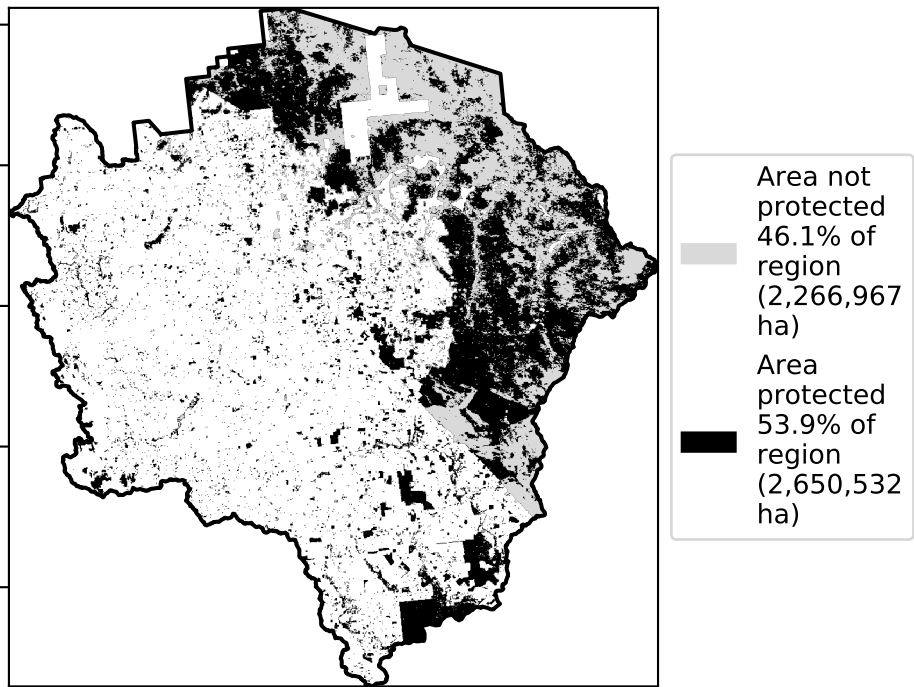 Area not
protected
46.1% of
region
(2,266,967
ha)
Area
protected
53.9% of
region
(2,650,532
ha)